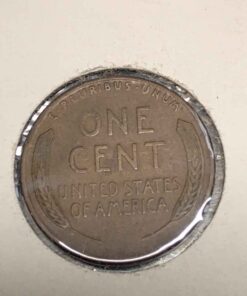 E·PLURIBUS·UNUM
ONE
CENT
UNITED STATES
OF AMERICA